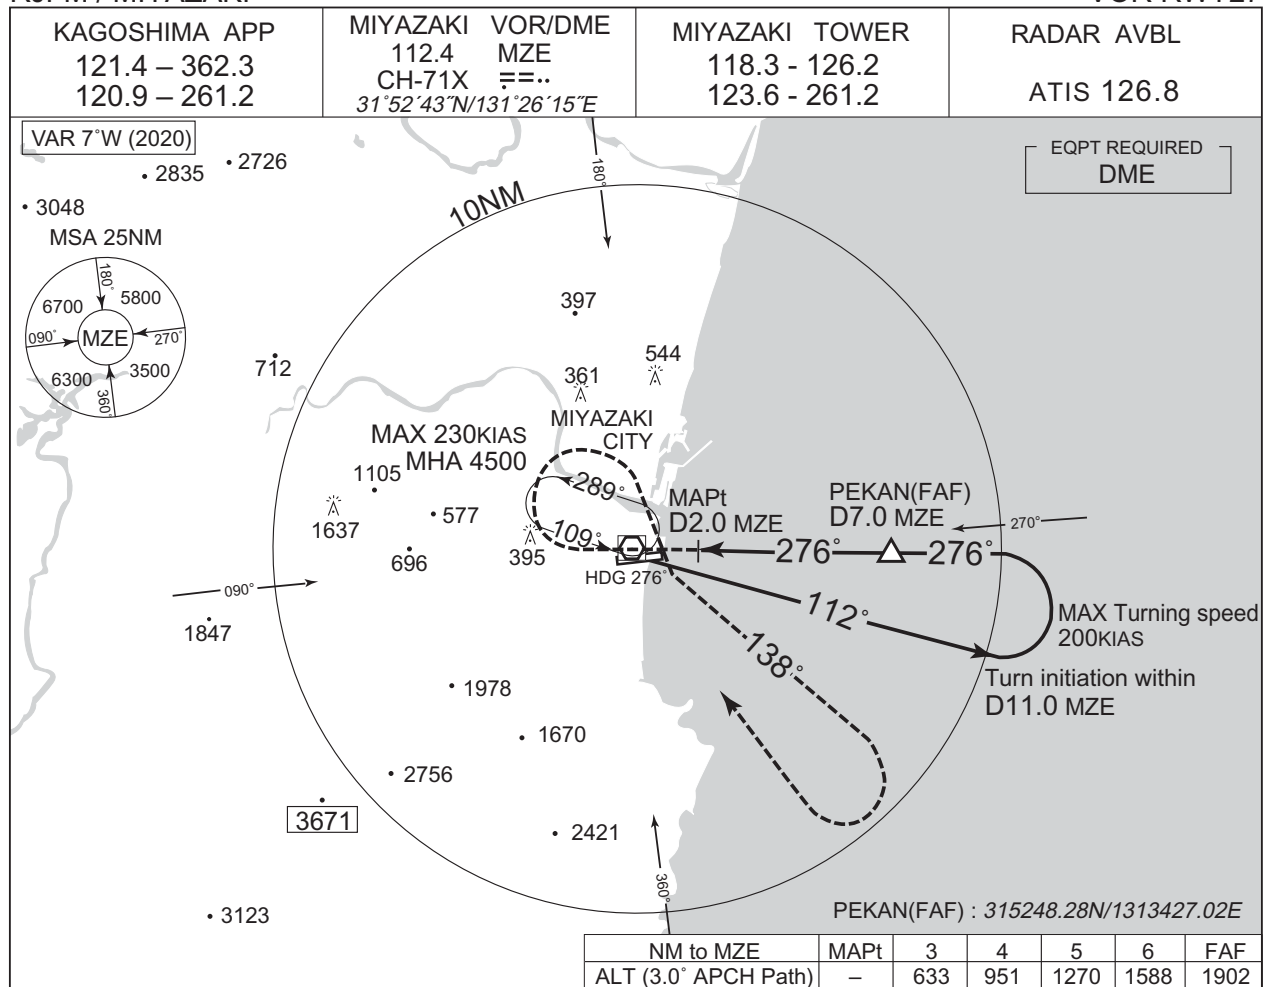 KAGOSHIMA APP
121.4 – 362.3
120.9 – 261.2
MIYAZAKI VOR/DME
112.4 MZE
CH-71X
31˚52´43˝N/131˚26´15˝E
MIYAZAKI TOWER
118.3 - 126.2
123.6 - 261.2
RADAR AVBL
ATIS 126.8
VAR 7˚W (2020)
EQPT REQUIRED
DME
2835
2726
3048
MSA 25NM
180˚
6700
5800
090˚
MZE
270˚
6300
3500
360˚
10NM
180˚
397
544
712
361
MIYAZAKI
CITY
MAX 230KIAS
MHA 4500
1105
577
1637
696
395
289˚
109˚
HDG 276˚
MAPt
D2.0 MZE
PEKAN(FAF)
D7.0 MZE
270˚
276˚
276˚
112˚
138˚
MAX Turning speed
200KIAS
Turn initiation within
D11.0 MZE
090˚
1847
1978
1670
2756
3671
2421
3123
360˚
PEKAN(FAF) : 315248.28N/1313427.02E
NM to MZE MAPt 3 4 5 6 FAF
ALT (3.0˚ APCH Path) – 633 951 1270 1588 1902